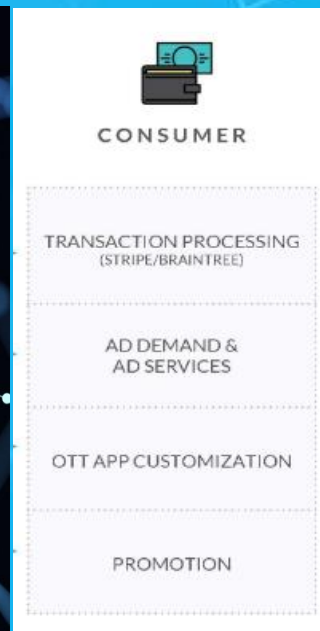 CONSUMER
TRANSACTION PROCESSING
(STRIPE/BRAINTREE)
AD DEMAND &
AD SERVICES
OTT APP CUSTOMIZATION
PROMOTION